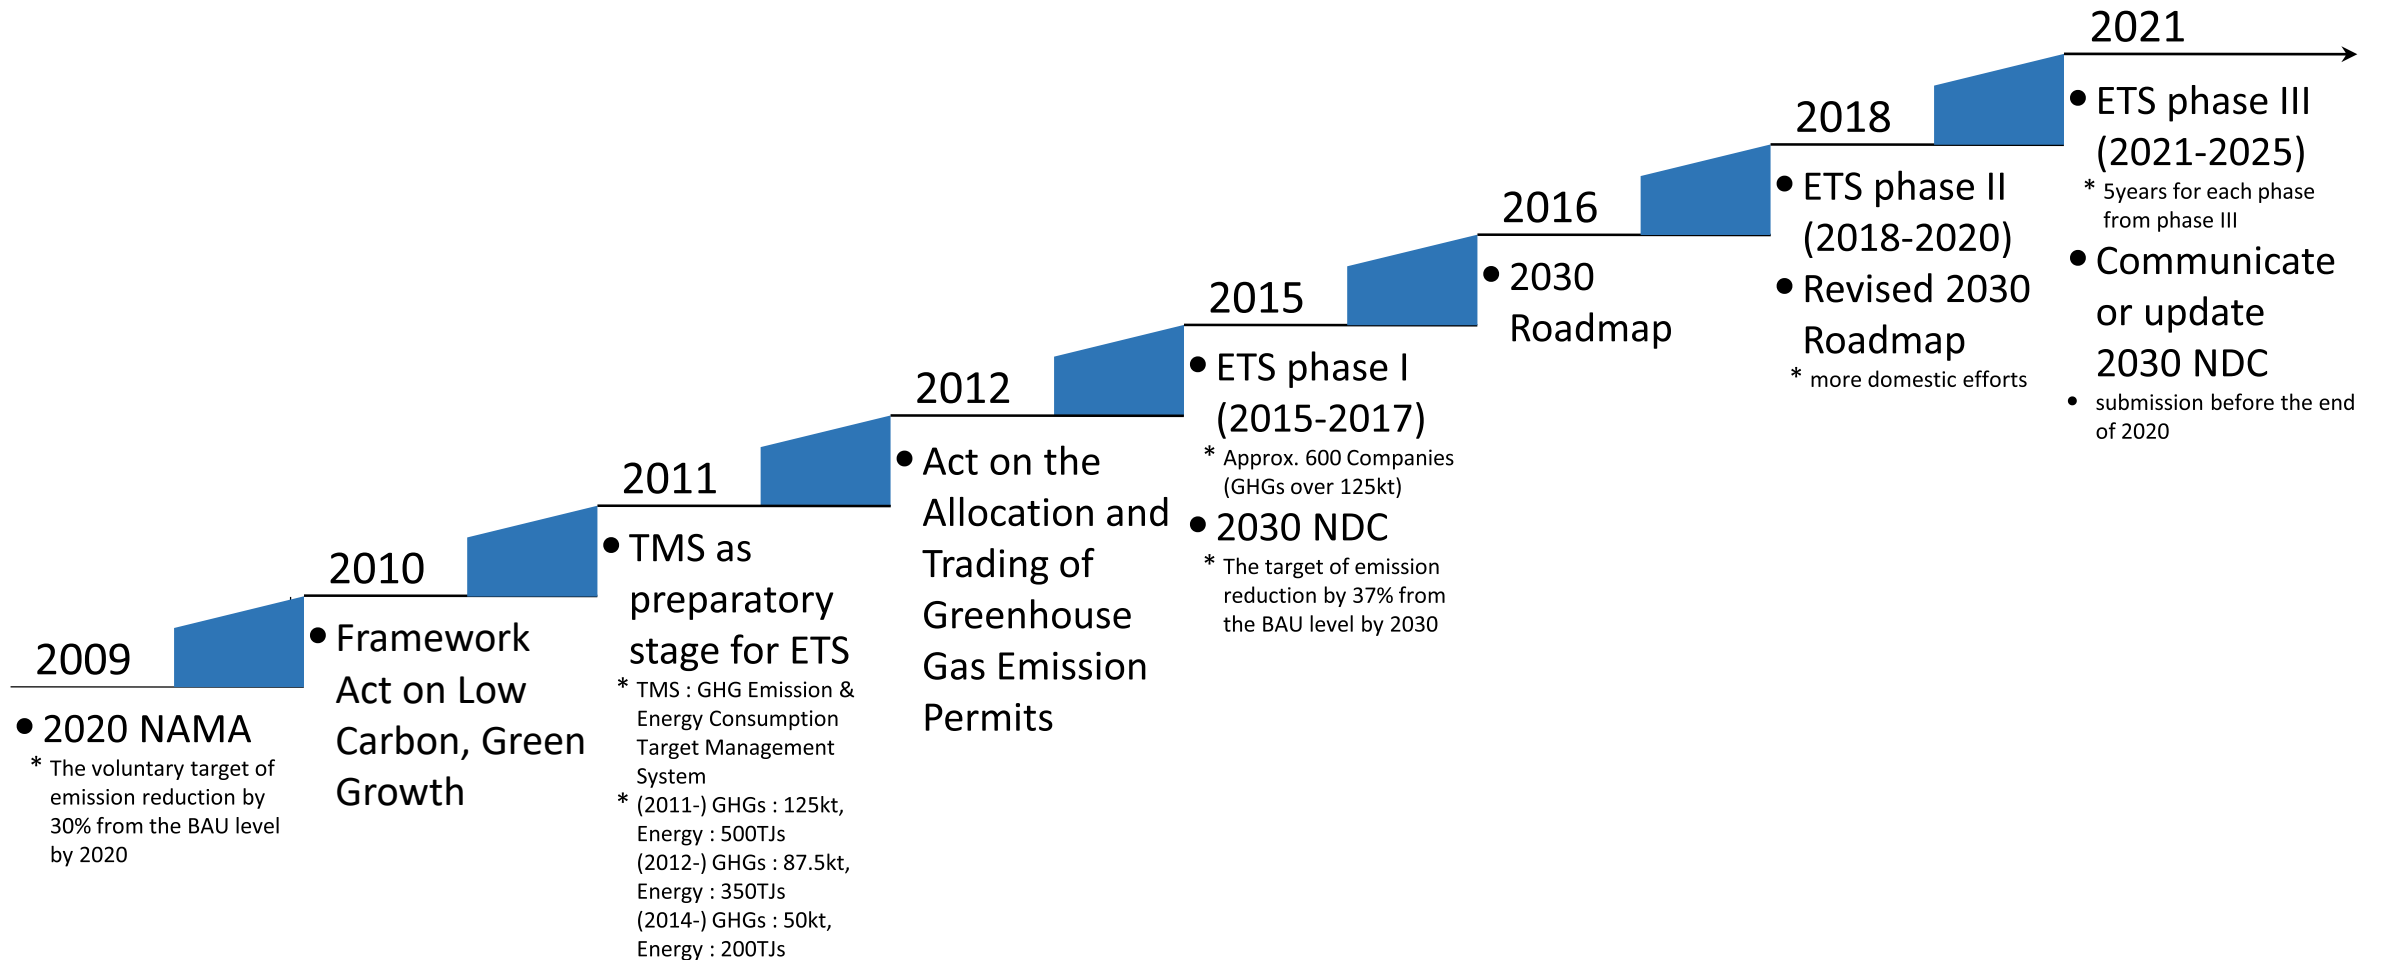 2009
• 2020 NAMA
* The voluntary target of
emission reduction by
30% from the BAU level
by 2020
2010
• Framework
Act on Low
Carbon, Green
Growth
2011
• TMS as
preparatory
stage for ETS
* TMS : GHG Emission &
Energy Consumption
Target Management
System
* (2011-) GHGs : 125kt,
Energy : 500TJs
(2012-) GHGs : 87.5kt,
Energy : 350TJs
(2014-) GHGs : 50kt,
Energy : 200TJs
2012
• Act on the
Allocation and
Trading of
Greenhouse
Gas Emission
Permits
2015
• ETS phase I
(2015-2017)
* Approx. 600 Companies
(GHGs over 125kt)
• 2030 NDC
* The target of emission
reduction by 37% from
the BAU level by 2030
2016
• 2030
Roadmap
2018
• ETS phase II
(2018-2020)
• Revised 2030
Roadmap
* more domestic efforts
2021
• ETS phase III
(2021-2025)
* 5years for each phase
from phase III
• Communicate
or update
2030 NDC
• submission before the end
of 2020